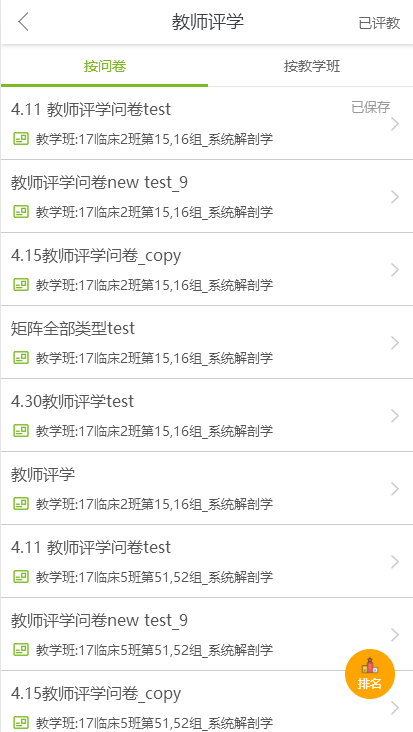 教师评学
已评教
按问卷
按教学班
4.11 教师评学问卷test
已保存
教学班:17临床2班第15,16组_系统解剖学
教师评学问卷new test_9
教学班:17临床2班第15,16组_系统解剖学
4.15教师评学问卷_copy
教学班:17临床2班第15,16组_系统解剖学
矩阵全部类型test
教学班:17临床2班第15,16组_系统解剖学
4.30教师评学test
教学班:17临床2班第15,16组_系统解剖学
教师评学
教学班:17临床2班第15,16组_系统解剖学
4.11 教师评学问卷test
教学班:17临床5班第51,52组_系统解剖学
教师评学问卷new test_9
教学班:17临床5班第51,52组_系统解剖学
排名
4.15教师评学问卷_copy
教学班:17临床5班第51,52组_系统解剖学